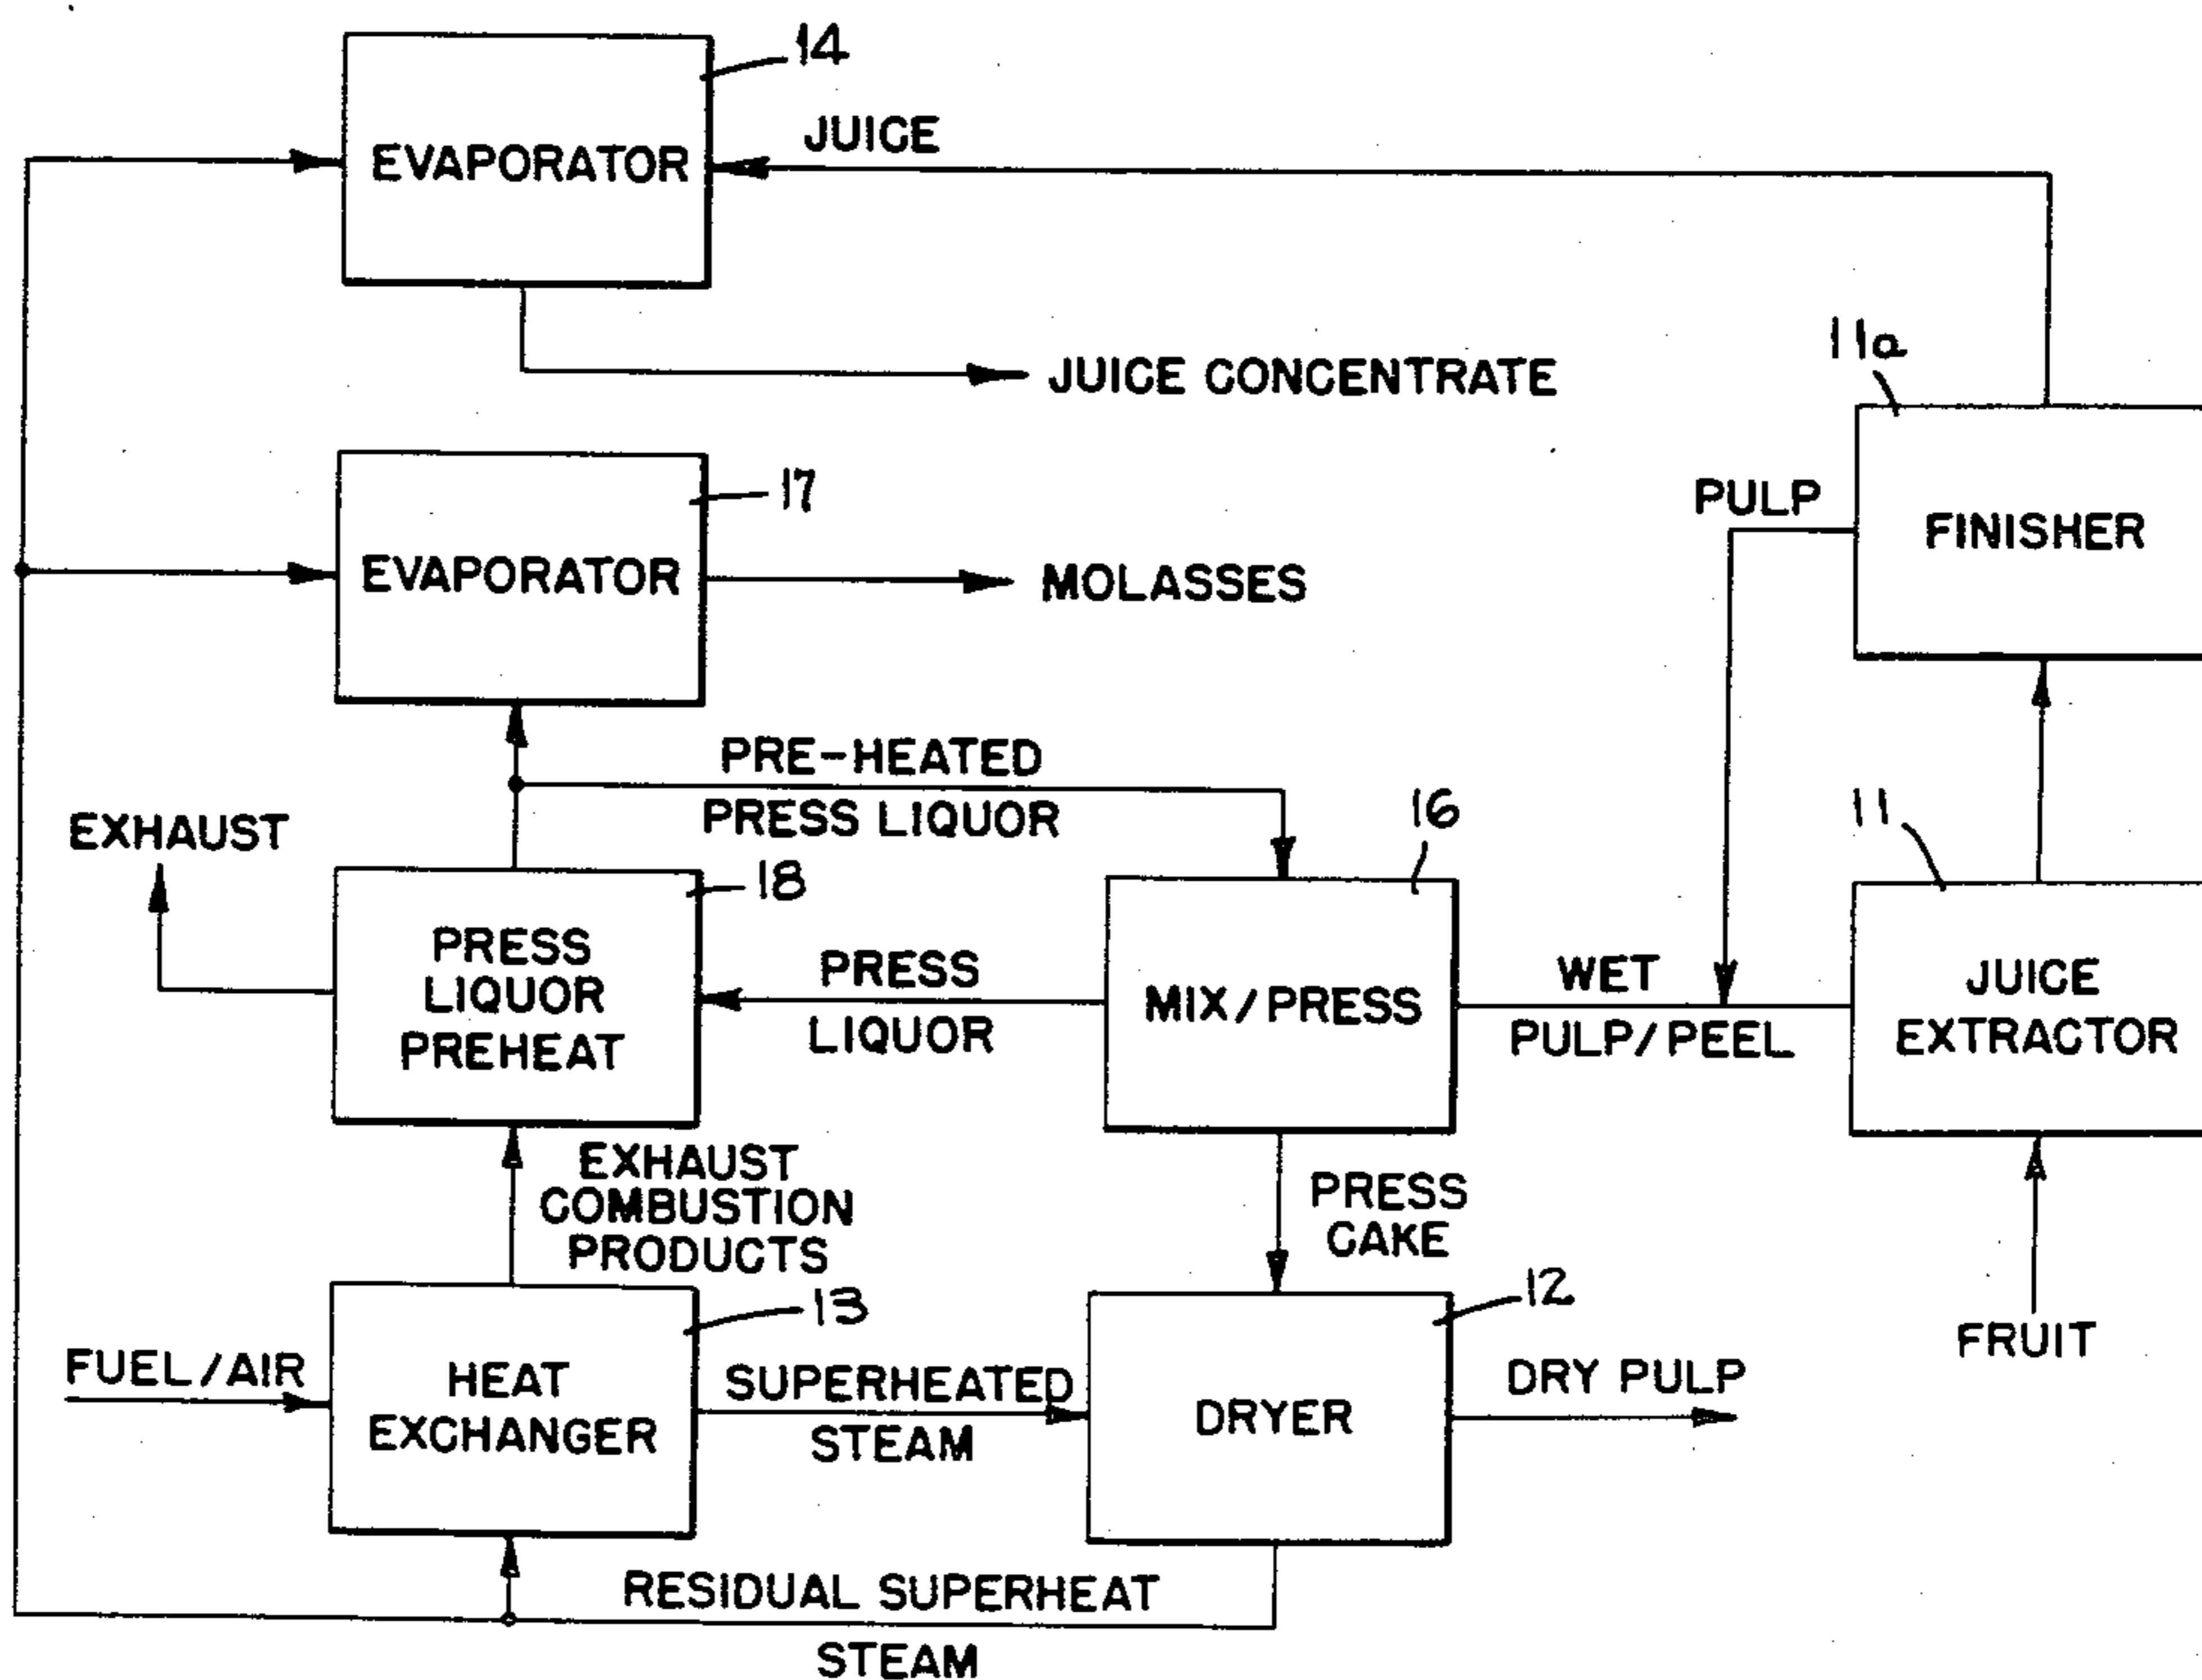 14
JUICE
EVAPORATOR
11a
JUICE CONCENTRATE
17
PULP
FINISHER
EVAPORATOR
MOLASSES
PRE-HEATED
PRESS LIQUOR
16
11
EXHAUST
18
PRESS
LIQUOR
PREHEAT
PRESS
LIQUOR
MIX/PRESS
WET
PULP/PEEL
JUICE
EXTRACTOR
EXHAUST
COMBUSTION
PRODUCTS
PRESS
CAKE
13
12
FRUIT
FUEL/AIR
HEAT
EXCHANGER
SUPERHEATED
STEAM
DRYER
DRY PULP
RESIDUAL SUPERHEAT
STEAM